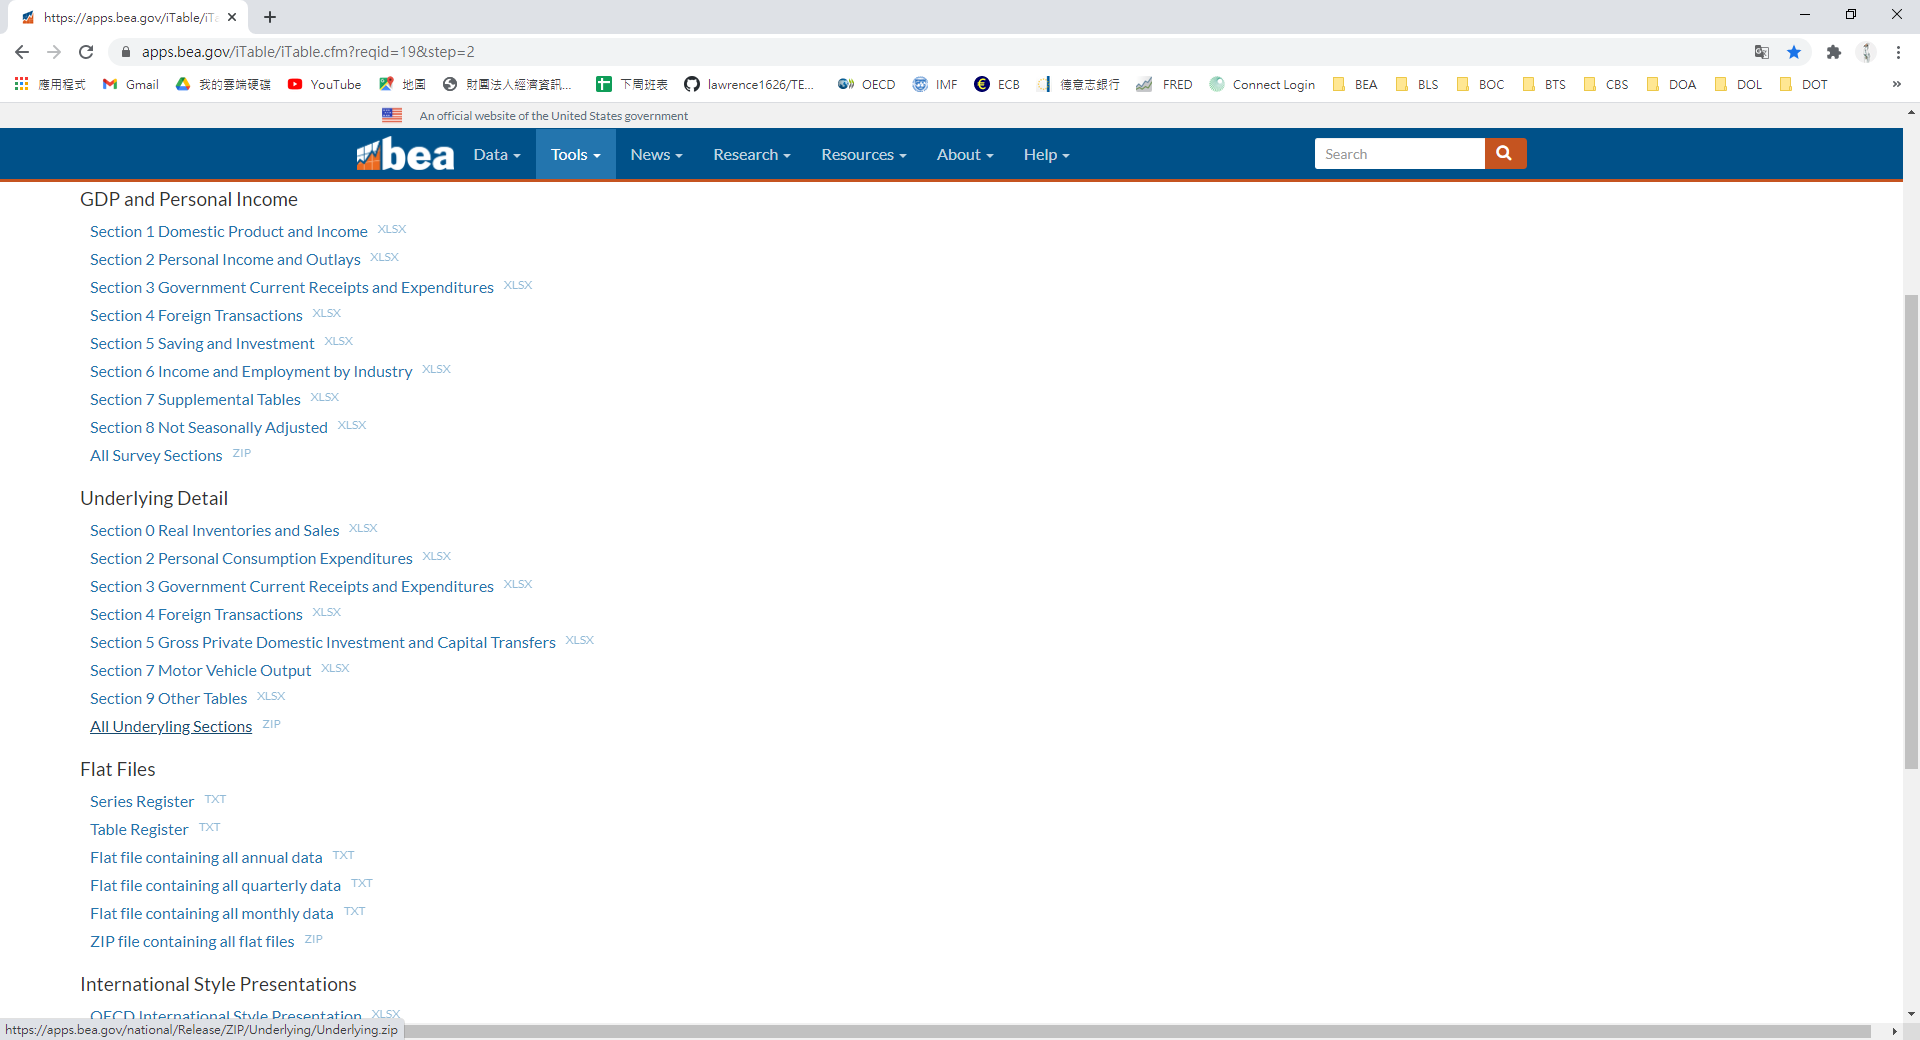 https://apps.bea.gov/iTable/iTa
apps.bea.gov/iTable/iTable.cfm?reqid=19&step=2
應用程式 Gmail 我的雲端硬碟 YouTube 地圖 財團法人經濟資訊... 下周班表 lawrence1626/TE... OECD IMF ECB 德意志銀行 FRED Connect Login BEA BLS BOC BTS CBS DOA DOL DOT »
An official website of the United States government
bea Data Tools News Research Resources About Help Search
GDP and Personal Income
Section 1 Domestic Product and Income XLSX
Section 2 Personal Income and Outlays XLSX
Section 3 Government Current Receipts and Expenditures XLSX
Section 4 Foreign Transactions XLSX
Section 5 Saving and Investment XLSX
Section 6 Income and Employment by Industry XLSX
Section 7 Supplemental Tables XLSX
Section 8 Not Seasonally Adjusted XLSX
All Survey Sections ZIP
Underlying Detail
Section 0 Real Inventories and Sales XLSX
Section 2 Personal Consumption Expenditures XLSX
Section 3 Government Current Receipts and Expenditures XLSX
Section 4 Foreign Transactions XLSX
Section 5 Gross Private Domestic Investment and Capital Transfers XLSX
Section 7 Motor Vehicle Output XLSX
Section 9 Other Tables XLSX
All Underyling Sections ZIP
Flat Files
Series Register TXT
Table Register TXT
Flat file containing all annual data TXT
Flat file containing all quarterly data TXT
Flat file containing all monthly data TXT
ZIP file containing all flat files ZIP
International Style Presentations
OECD International Style Presentation XLSX
https://apps.bea.gov/national/Release/ZIP/Underlying/Underlying.zip